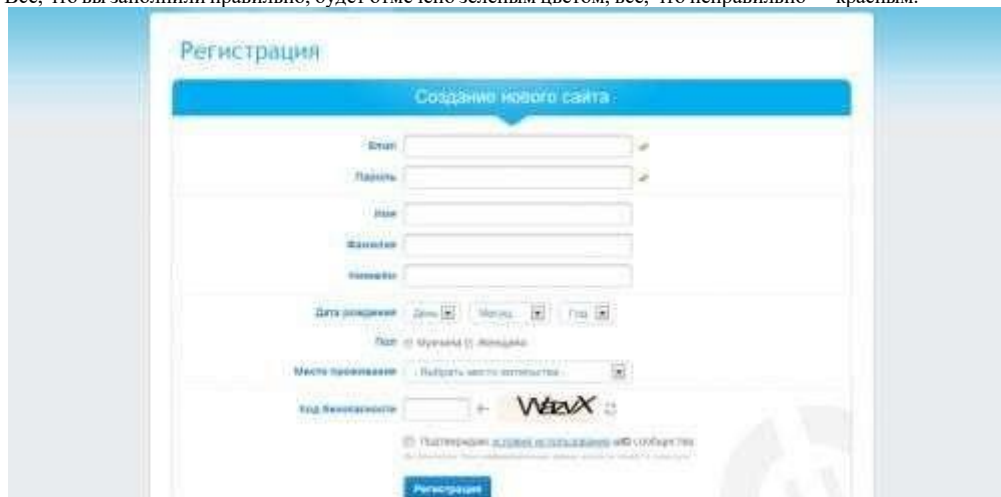 Все, что вы заполнили правильно, будет отмечено зеленым цветом, все, что неправильно — красным.
Регистрация
Создание нового сайта
Email
Пароль
Имя
Фамилия
Никнейм
Дата рождения День Месяц Год
Пол Мужчина Женщина
Место проживания - Выбрать место жительства -
Код безопасности
Подтверждаю условия использования uID сообщества
Регистрация